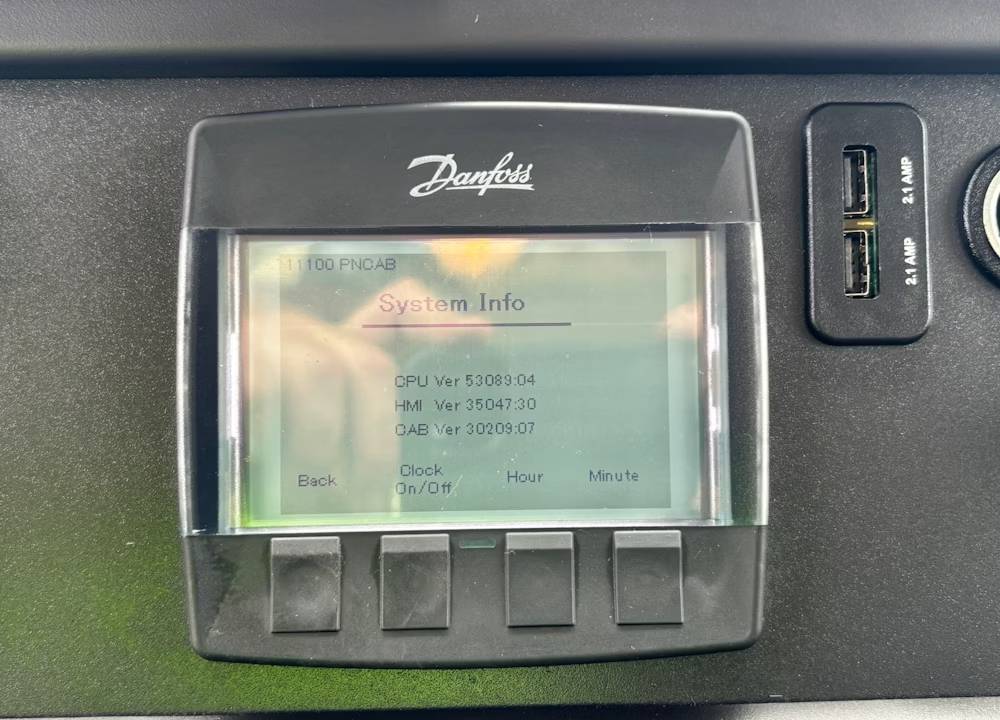 Danfoss
11100 PNCAB
System Info
CPU Ver 53089:04
HMI Ver 35047:30
CAB Ver 30209:07
Back
Clock
On/Off
Hour
Minute
2.1 AMP
2.1 AMP